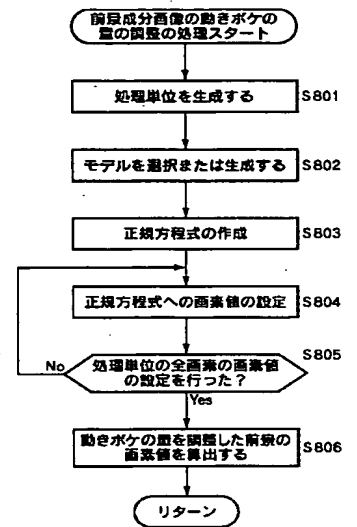 前景成分画像の動きボケの
量の調整の処理スタート
処理単位を生成する
S801
モデルを選択または生成する
S802
正規方程式の作成
S803
正規方程式への画素値の設定
S804
処理単位の全画素の画素値
の設定を行った？
S805
No
Yes
動きボケの量を調整した前景の
画素値を算出する
S806
リターン